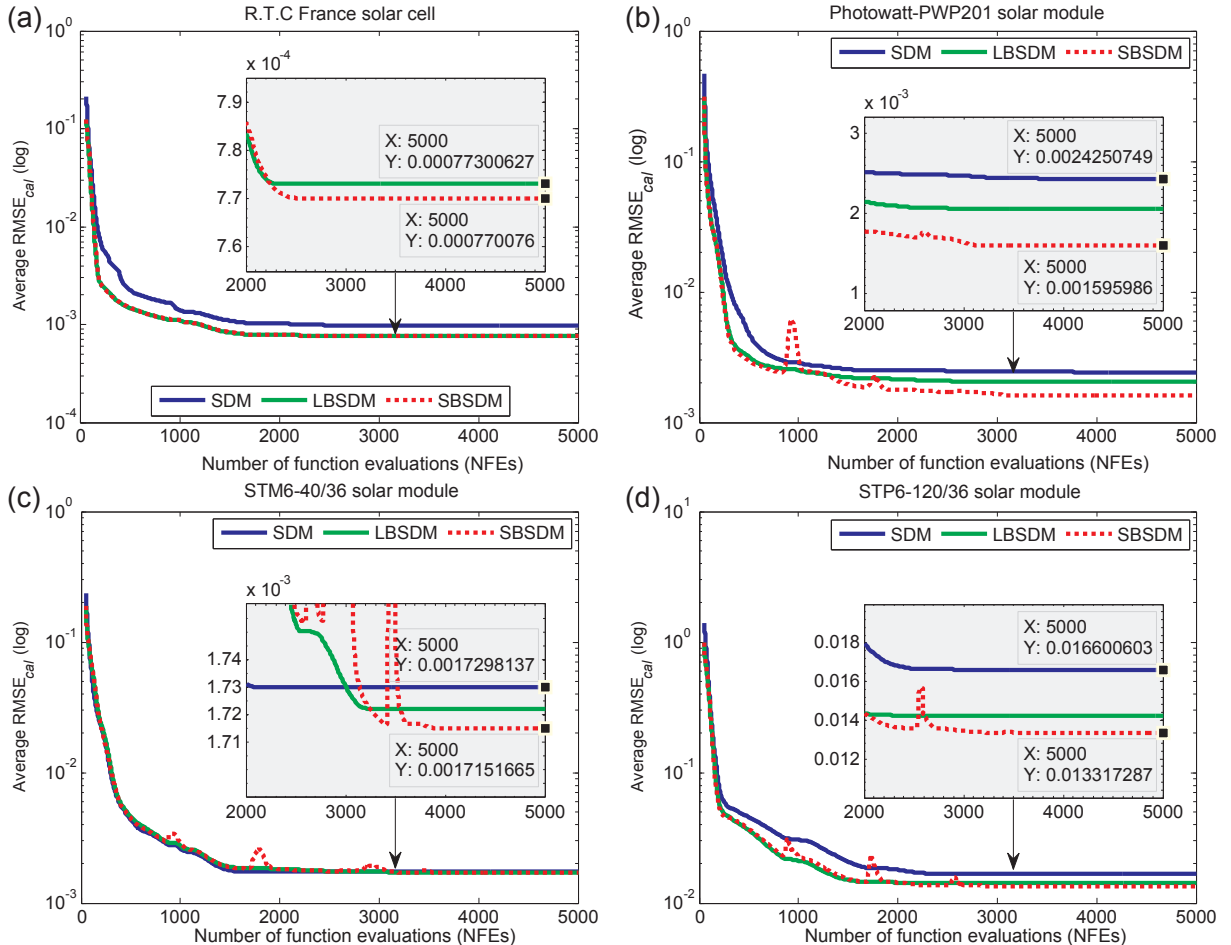 (a)
R.T.C France solar cell
10^0
10^-1
10^-2
10^-3
10^-4
Average RMSE_cal (log)
x 10^-4
7.9
7.8
7.7
7.6
2000
3000
4000
5000
X: 5000
Y: 0.00077300627
X: 5000
Y: 0.000770076
SDM LBSDM SBSDM
0 1000 2000 3000 4000 5000
Number of function evaluations (NFEs)
(b)
Photowatt-PWP201 solar module
10^0
10^-1
10^-2
10^-3
Average RMSE_cal (log)
SDM LBSDM SBSDM
x 10^-3
3
2
1
2000
3000
4000
5000
X: 5000
Y: 0.0024250749
X: 5000
Y: 0.001595986
0 1000 2000 3000 4000 5000
Number of function evaluations (NFEs)
(c)
STM6-40/36 solar module
10^0
10^-1
10^-2
10^-3
Average RMSE_cal (log)
SDM LBSDM SBSDM
x 10^-3
1.74
1.73
1.72
1.71
2000
3000
4000
5000
X: 5000
Y: 0.0017298137
X: 5000
Y: 0.0017151665
0 1000 2000 3000 4000 5000
Number of function evaluations (NFEs)
(d)
STP6-120/36 solar module
10^1
10^0
10^-1
10^-2
Average RMSE_cal (log)
SDM LBSDM SBSDM
0.018
0.016
0.014
0.012
2000
3000
4000
5000
X: 5000
Y: 0.016600603
X: 5000
Y: 0.013317287
0 1000 2000 3000 4000 5000
Number of function evaluations (NFEs)